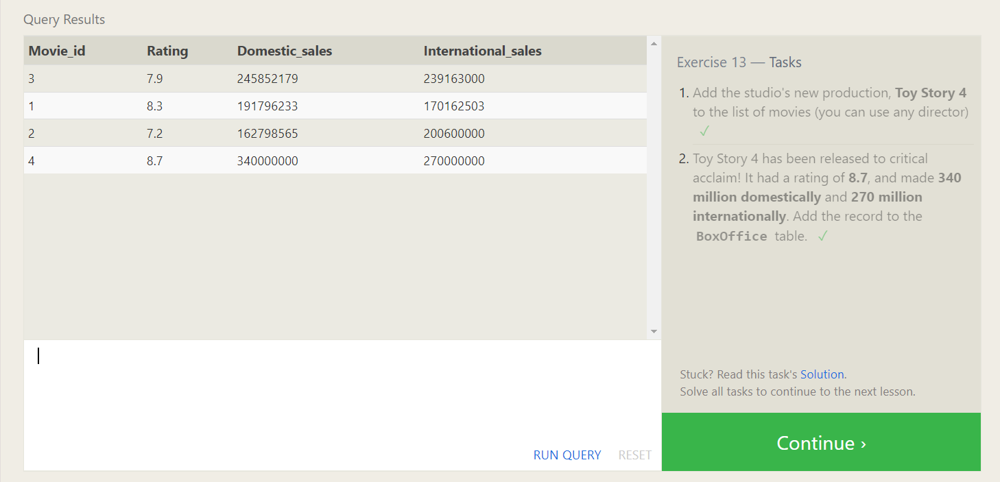 Query Results
Movie_id Rating Domestic_sales International_sales
3 7.9 245852179 239163000
1 8.3 191796233 170162503
2 7.2 162798565 200600000
4 8.7 340000000 270000000
RUN QUERY RESET
Exercise 13 — Tasks
1. Add the studio's new production, Toy Story 4
to the list of movies (you can use any director)
✓
2. Toy Story 4 has been released to critical
acclaim! It had a rating of 8.7, and made 340
million domestically and 270 million
internationally. Add the record to the
BoxOffice table. ✓
Stuck? Read this task's Solution.
Solve all tasks to continue to the next lesson.
Continue ›